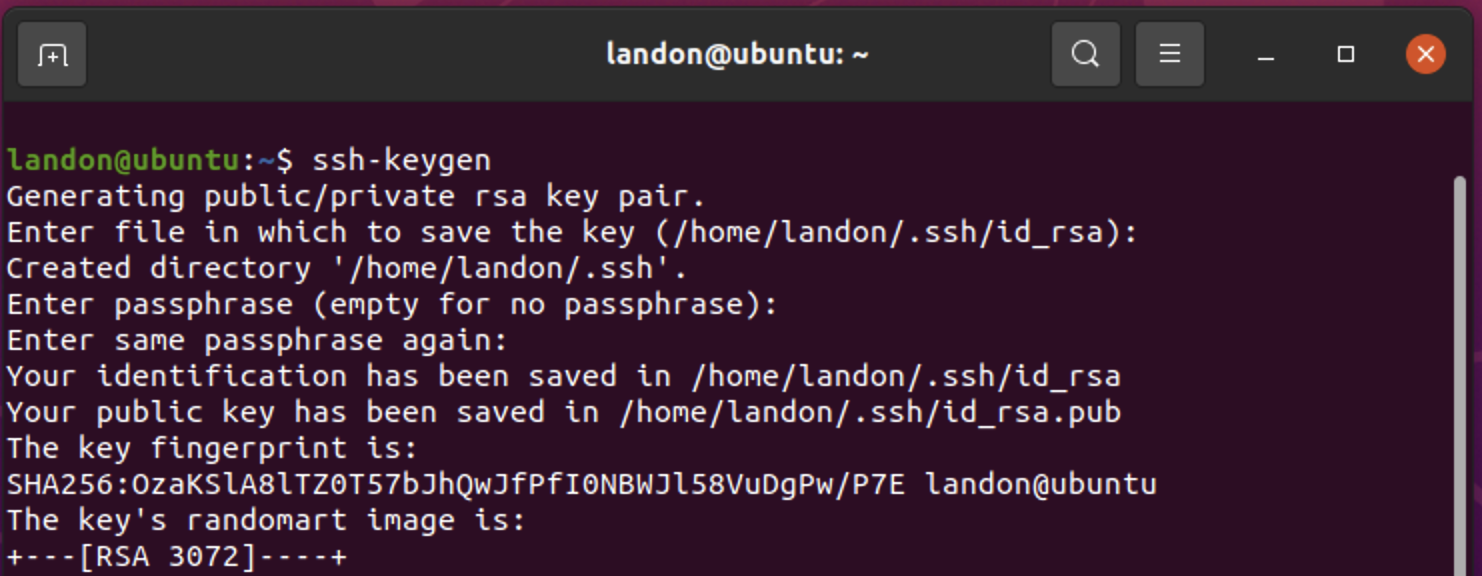 landon@ubuntu: ~
landon@ubuntu:~$ ssh-keygen
Generating public/private rsa key pair.
Enter file in which to save the key (/home/landon/.ssh/id_rsa):
Created directory '/home/landon/.ssh'.
Enter passphrase (empty for no passphrase):
Enter same passphrase again:
Your identification has been saved in /home/landon/.ssh/id_rsa
Your public key has been saved in /home/landon/.ssh/id_rsa.pub
The key fingerprint is:
SHA256:OzaKSlA8lTZ0T57bJhQwJfPfI0NBWJl58VuDgPw/P7E landon@ubuntu
The key's randomart image is:
+---[RSA 3072]----+